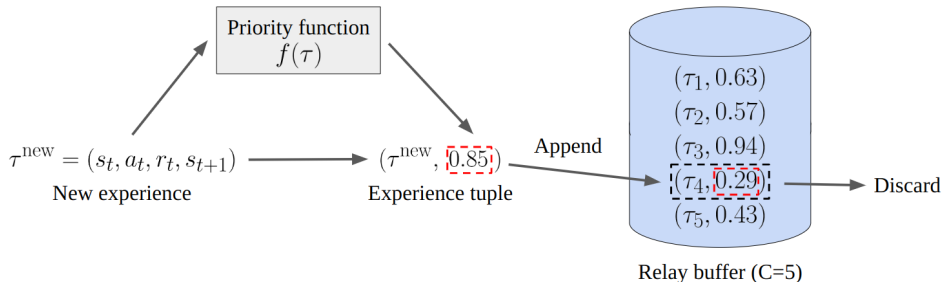 Priority function
f(τ)
τ^new = (s_t, a_t, r_t, s_{t+1})
New experience
(τ^new, 0.85)
Experience tuple
Append
(τ_1, 0.63)
(τ_2, 0.57)
(τ_3, 0.94)
(τ_4, 0.29)
(τ_5, 0.43)
Discard
Relay buffer (C=5)